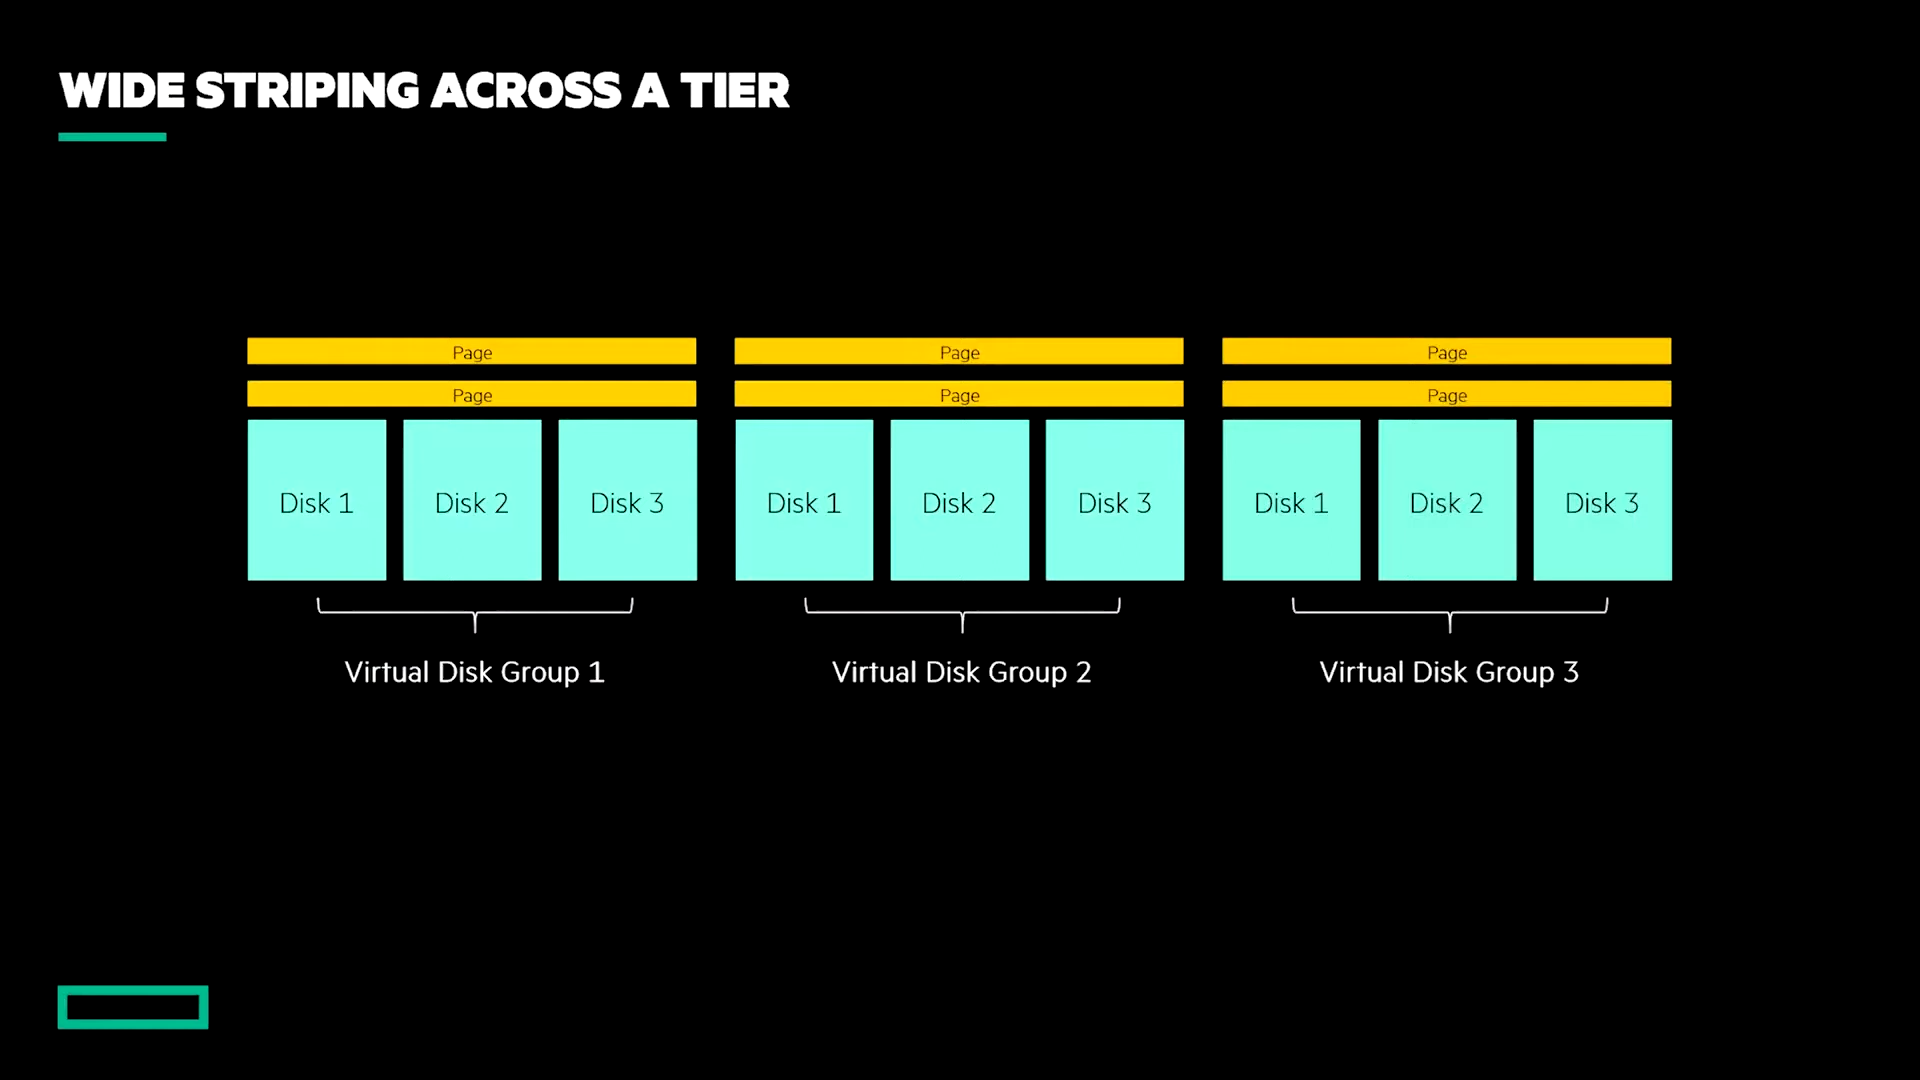 WIDE STRIPING ACROSS A TIER
Page Page Page
Page Page Page
Disk 1 Disk 2 Disk 3 Disk 1 Disk 2 Disk 3 Disk 1 Disk 2 Disk 3
Virtual Disk Group 1 Virtual Disk Group 2 Virtual Disk Group 3